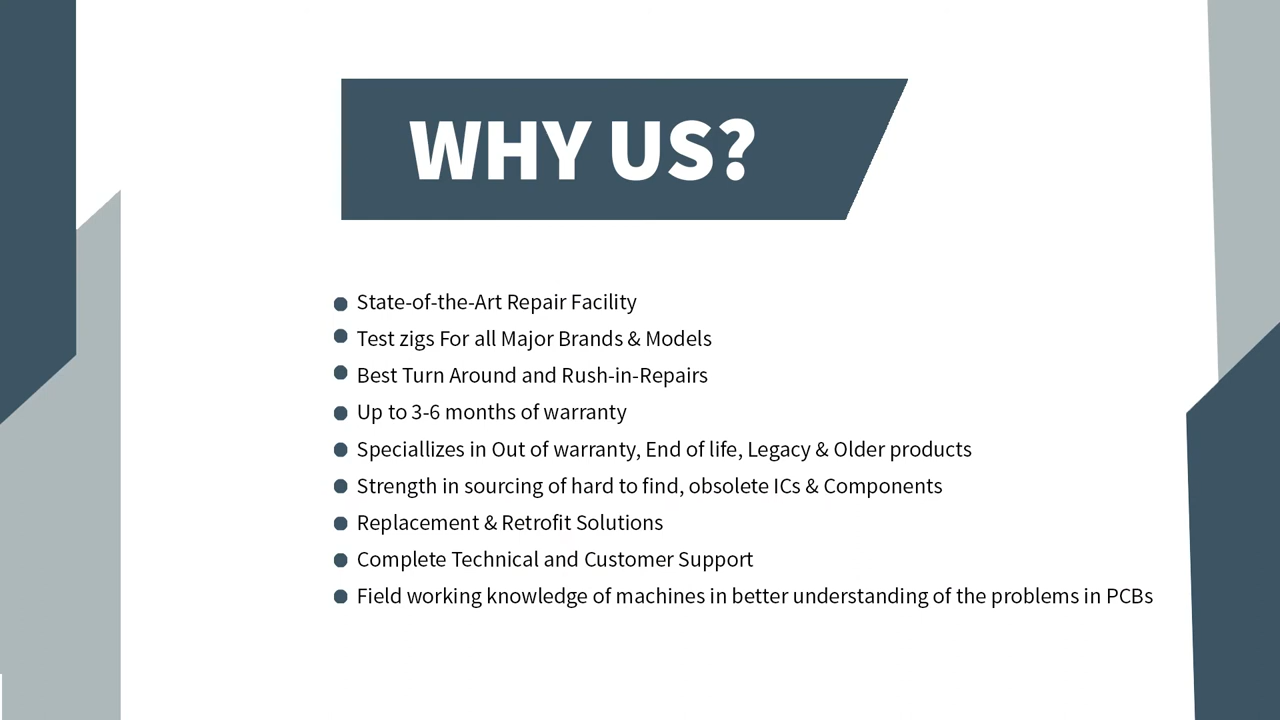 WHY US?
State-of-the-Art Repair Facility
Test zigs For all Major Brands & Models
Best Turn Around and Rush-in-Repairs
Up to 3-6 months of warranty
Speciallizes in Out of warranty, End of life, Legacy & Older products
Strength in sourcing of hard to find, obsolete ICs & Components
Replacement & Retrofit Solutions
Complete Technical and Customer Support
Field working knowledge of machines in better understanding of the problems in PCBs